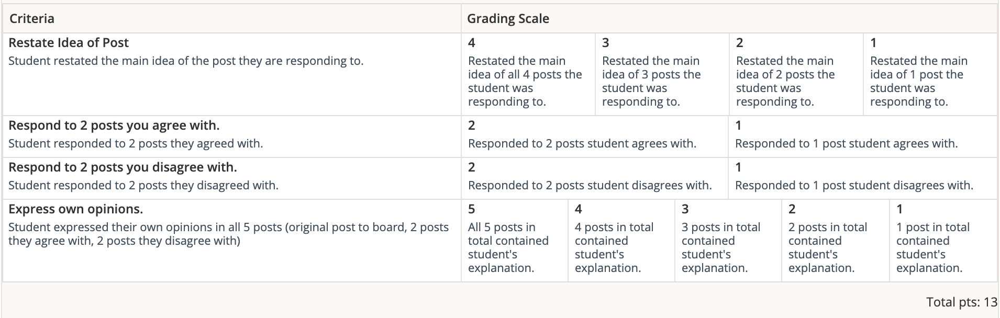 Criteria
Grading Scale
Restate Idea of Post
Student restated the main idea of the post they are responding to.
4
Restated the main
idea of all 4 posts the
student was
responding to.
3
Restated the main
idea of 3 posts the
student was
responding to.
2
Restated the main
idea of 2 posts the
student was
responding to.
1
Restated the main
idea of 1 post the
student was
responding to.
Respond to 2 posts you agree with.
Student responded to 2 posts they agreed with.
2
Responded to 2 posts student agrees with.
1
Responded to 1 post student agrees with.
Respond to 2 posts you disagree with.
Student responded to 2 posts they disagreed with.
2
Responded to 2 posts student disagrees with.
1
Responded to 1 post student disagrees with.
Express own opinions.
Student expressed their own opinions in all 5 posts (original post to board, 2 posts
they agree with, 2 posts they disagree with)
5
All 5 posts in
total contained
student's
explanation.
4
4 posts in total
contained
student's
explanation.
3
3 posts in total
contained
student's
explanation.
2
2 posts in total
contained
student's
explanation.
1
1 post in total
contained
student's
explanation.
Total pts: 13